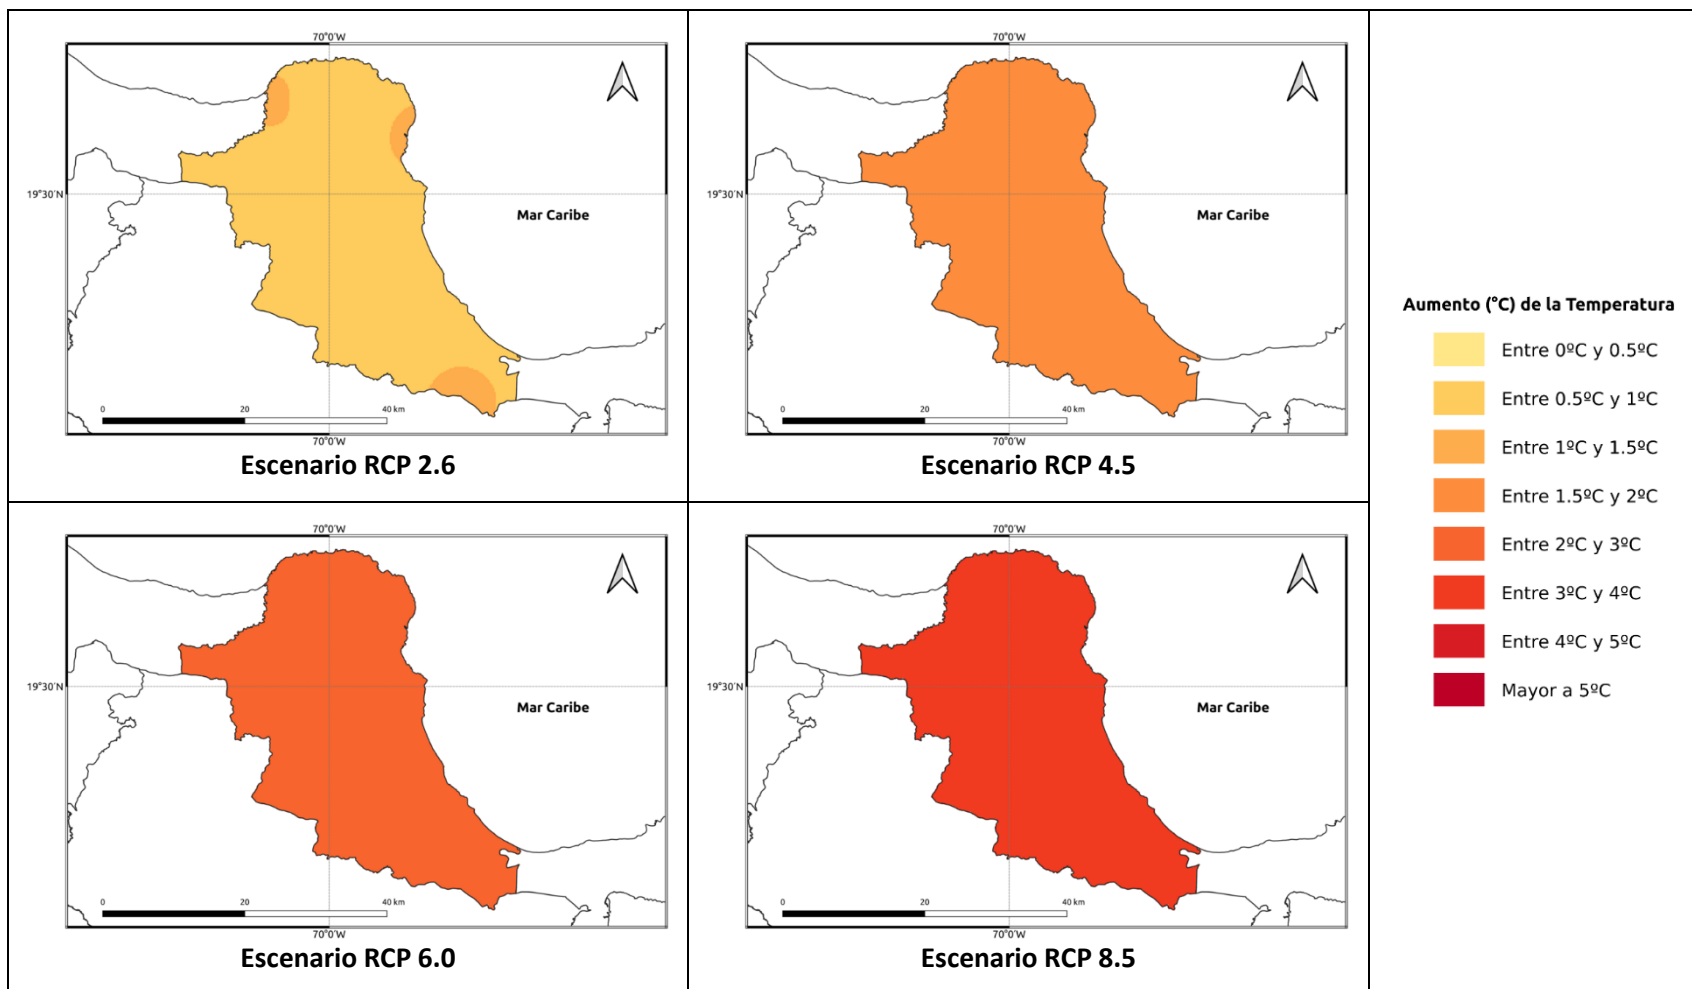 70°0'W
19°30'N
Mar Caribe
0 20 40 km
70°0'W
Escenario RCP 2.6
70°0'W
19°30'N
Mar Caribe
0 20 40 km
70°0'W
Escenario RCP 4.5
70°0'W
19°30'N
Mar Caribe
0 20 40 km
70°0'W
Escenario RCP 6.0
70°0'W
19°30'N
Mar Caribe
0 20 40 km
70°0'W
Escenario RCP 8.5
Aumento (°C) de la Temperatura
Entre 0ºC y 0.5ºC
Entre 0.5ºC y 1ºC
Entre 1ºC y 1.5ºC
Entre 1.5ºC y 2ºC
Entre 2ºC y 3ºC
Entre 3ºC y 4ºC
Entre 4ºC y 5ºC
Mayor a 5ºC